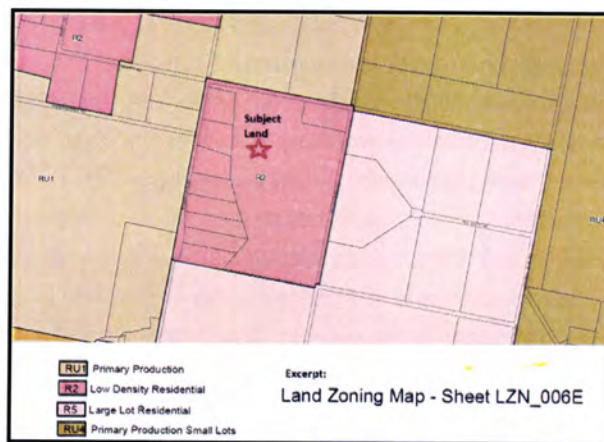 R2
Subject
Land
R2
RU1
RU4
RU1 Primary Production
R2 Low Density Residential
R5 Large Lot Residential
RU4 Primary Production Small Lots
Excerpt:
Land Zoning Map - Sheet LZN_006E